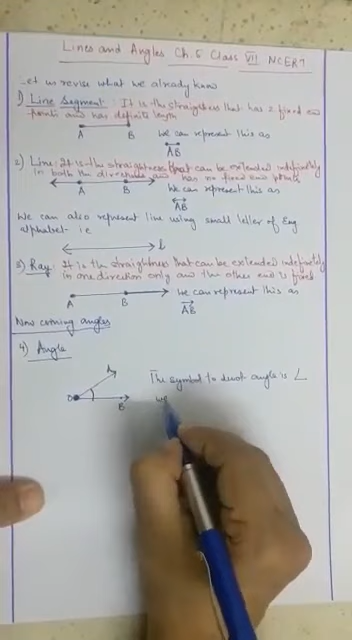 Lines and Angles Ch.5 Class VII NCERT
Let us revise what we already know
1) Line Segment: It is the straightness that has 2 fixed end
points and has definite length
A B We can represent this as
AB
2) Line: It is the straightness that can be extended indefinitely
in both the directions and has no fixed end points
A B We can represent this as
AB
We can also represent line using small letter of Eng
alphabet i.e
l
3) Ray: It is the straightness that can be extended indefinitely
in one direction only and the other end is fixed
A B We can represent this as
AB
Now coming angles
4) Angle
A
The symbol to denot angle is ∠
O B We